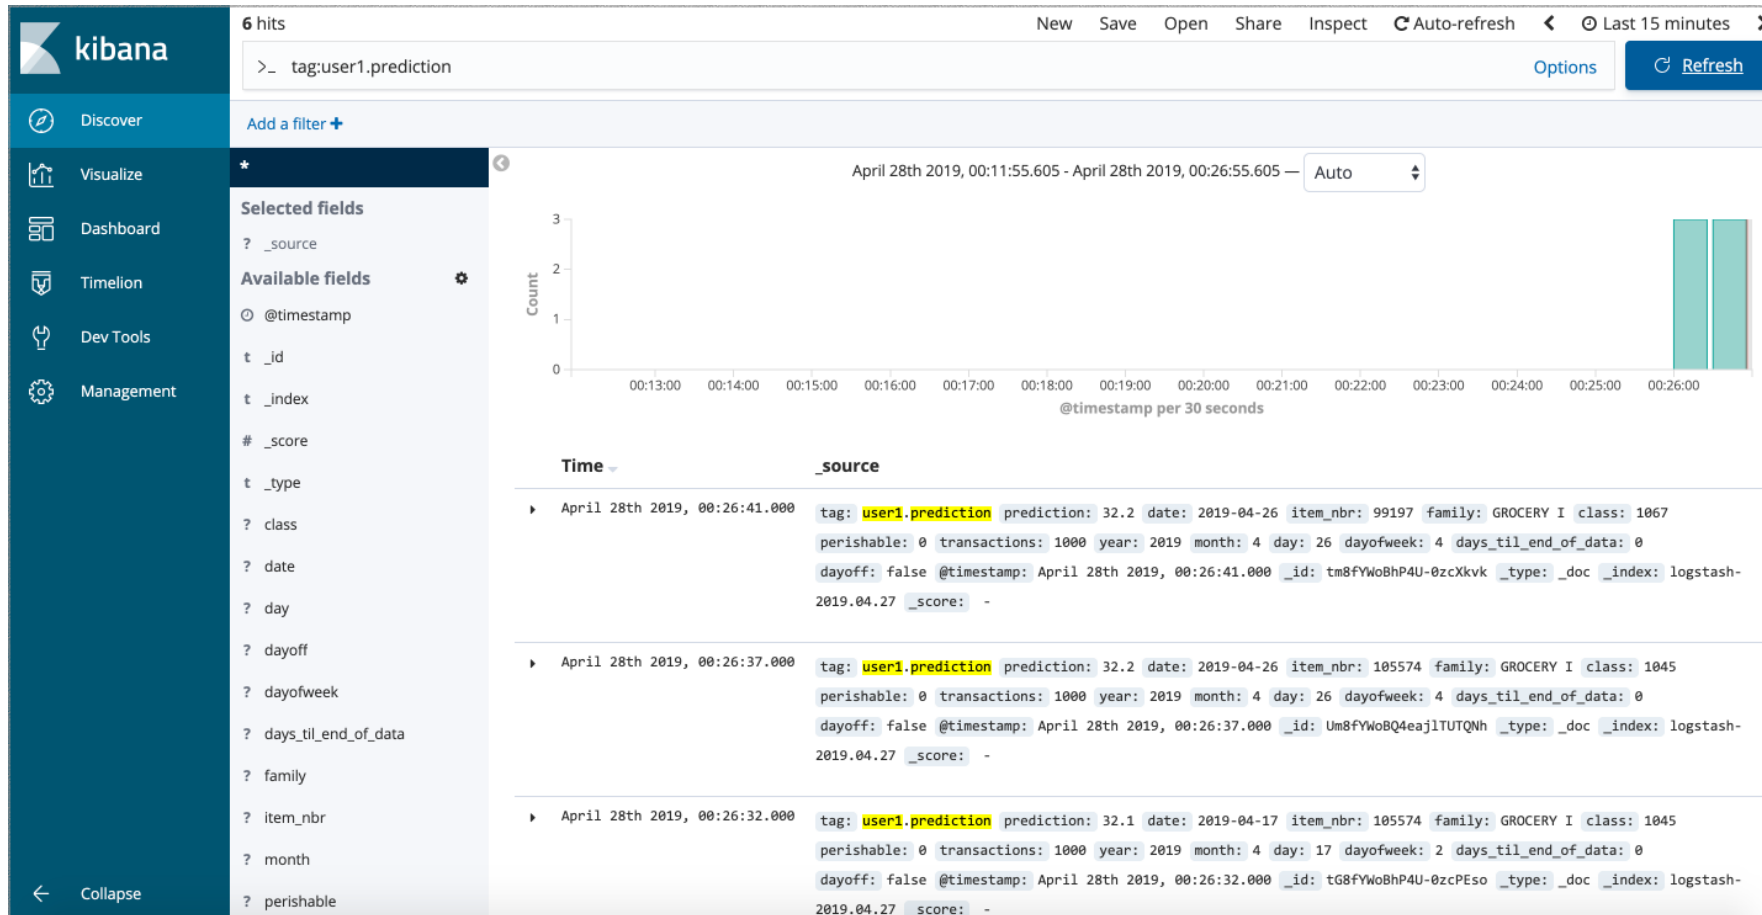 kibana
Discover
Visualize
Dashboard
Timelion
Dev Tools
Management
Collapse
6 hits
New Save Open Share Inspect Auto-refresh Last 15 minutes
>_ tag:user1.prediction Options Refresh
Add a filter +
*
Selected fields
? _source
Available fields
@timestamp
t _id
t _index
# _score
t _type
? class
? date
? day
? dayoff
? dayofweek
? days_til_end_of_data
? family
? item_nbr
? month
? perishable
April 28th 2019, 00:11:55.605 - April 28th 2019, 00:26:55.605 — Auto
Count
3
2
1
0
00:13:00 00:14:00 00:15:00 00:16:00 00:17:00 00:18:00 00:19:00 00:20:00 00:21:00 00:22:00 00:23:00 00:24:00 00:25:00 00:26:00
@timestamp per 30 seconds
Time _source
April 28th 2019, 00:26:41.000 tag: user1.prediction prediction: 32.2 date: 2019-04-26 item_nbr: 99197 family: GROCERY I class: 1067
perishable: 0 transactions: 1000 year: 2019 month: 4 day: 26 dayofweek: 4 days_til_end_of_data: 0
dayoff: false @timestamp: April 28th 2019, 00:26:41.000 _id: tm8fYWoBhP4U-0zcXkvk _type: _doc _index: logstash-
2019.04.27 _score: -
April 28th 2019, 00:26:37.000 tag: user1.prediction prediction: 32.2 date: 2019-04-26 item_nbr: 105574 family: GROCERY I class: 1045
perishable: 0 transactions: 1000 year: 2019 month: 4 day: 26 dayofweek: 4 days_til_end_of_data: 0
dayoff: false @timestamp: April 28th 2019, 00:26:37.000 _id: Um8fYWoBQ4eajlTUTQNh _type: _doc _index: logstash-
2019.04.27 _score: -
April 28th 2019, 00:26:32.000 tag: user1.prediction prediction: 32.1 date: 2019-04-17 item_nbr: 105574 family: GROCERY I class: 1045
perishable: 0 transactions: 1000 year: 2019 month: 4 day: 17 dayofweek: 2 days_til_end_of_data: 0
dayoff: false @timestamp: April 28th 2019, 00:26:32.000 _id: tG8fYWoBhP4U-0zcPEso _type: _doc _index: logstash-
2019.04.27 _score: -